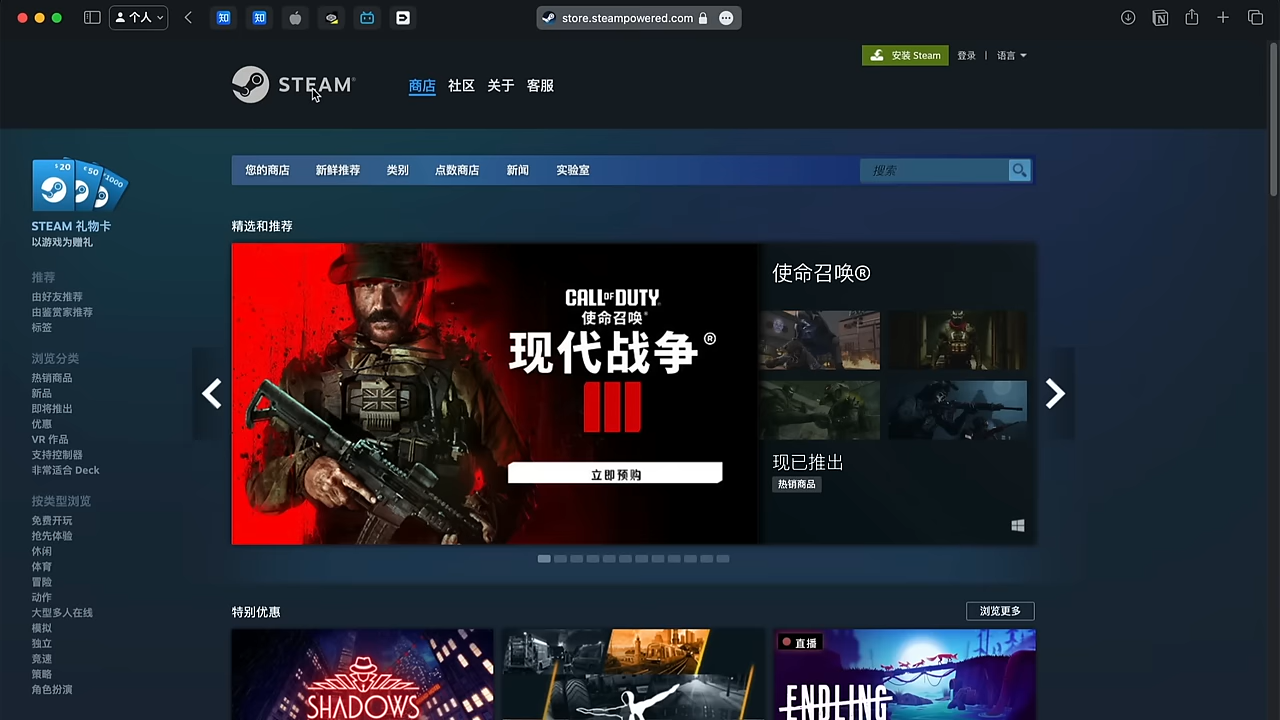 个人
知
知
store.steampowered.com
安装 Steam
登录
语言
STEAM®
商店
社区
关于
客服
您的商店
新鲜推荐
类别
点数商店
新闻
实验室
搜索
$20
€50
£1000
STEAM 礼物卡
以游戏为赠礼
推荐
由好友推荐
由鉴赏家推荐
标签
浏览分类
热销商品
新品
即将推出
优惠
VR 作品
支持控制器
非常适合 Deck
按类型浏览
免费开玩
抢先体验
休闲
体育
冒险
动作
大型多人在线
模拟
独立
竞速
策略
角色扮演
精选和推荐
CALL OF DUTY
使命召唤®
现代战争®
III
立即预购
使命召唤®
现已推出
热销商品
特别优惠
浏览更多
SHADOWS
直播
ENDLING